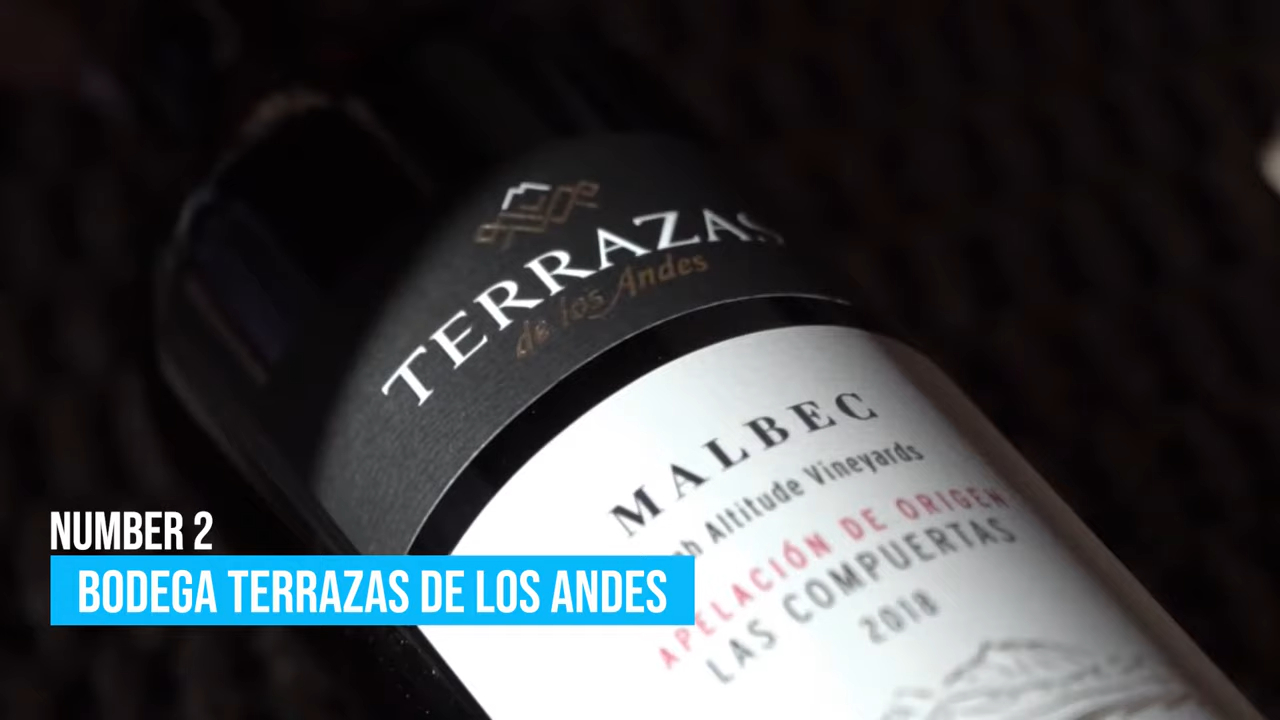 TERRAZAS
de los Andes
MALBEC
Altitude Vineyards
APELACIÓN DE ORIGEN
LAS COMPUERTAS
2018
NUMBER 2
BODEGA TERRAZAS DE LOS ANDES